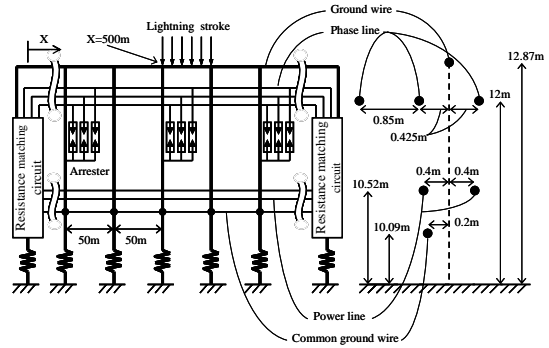 Ground wire
Lightning stroke
Phase line
X
X=500m
12.87m
12m
0.85m
0.425m
Resistance matching
circuit
Arrester
Resistance matching
circuit
0.4m
0.4m
10.52m
0.2m
10.09m
50m
50m
Power line
Common ground wire